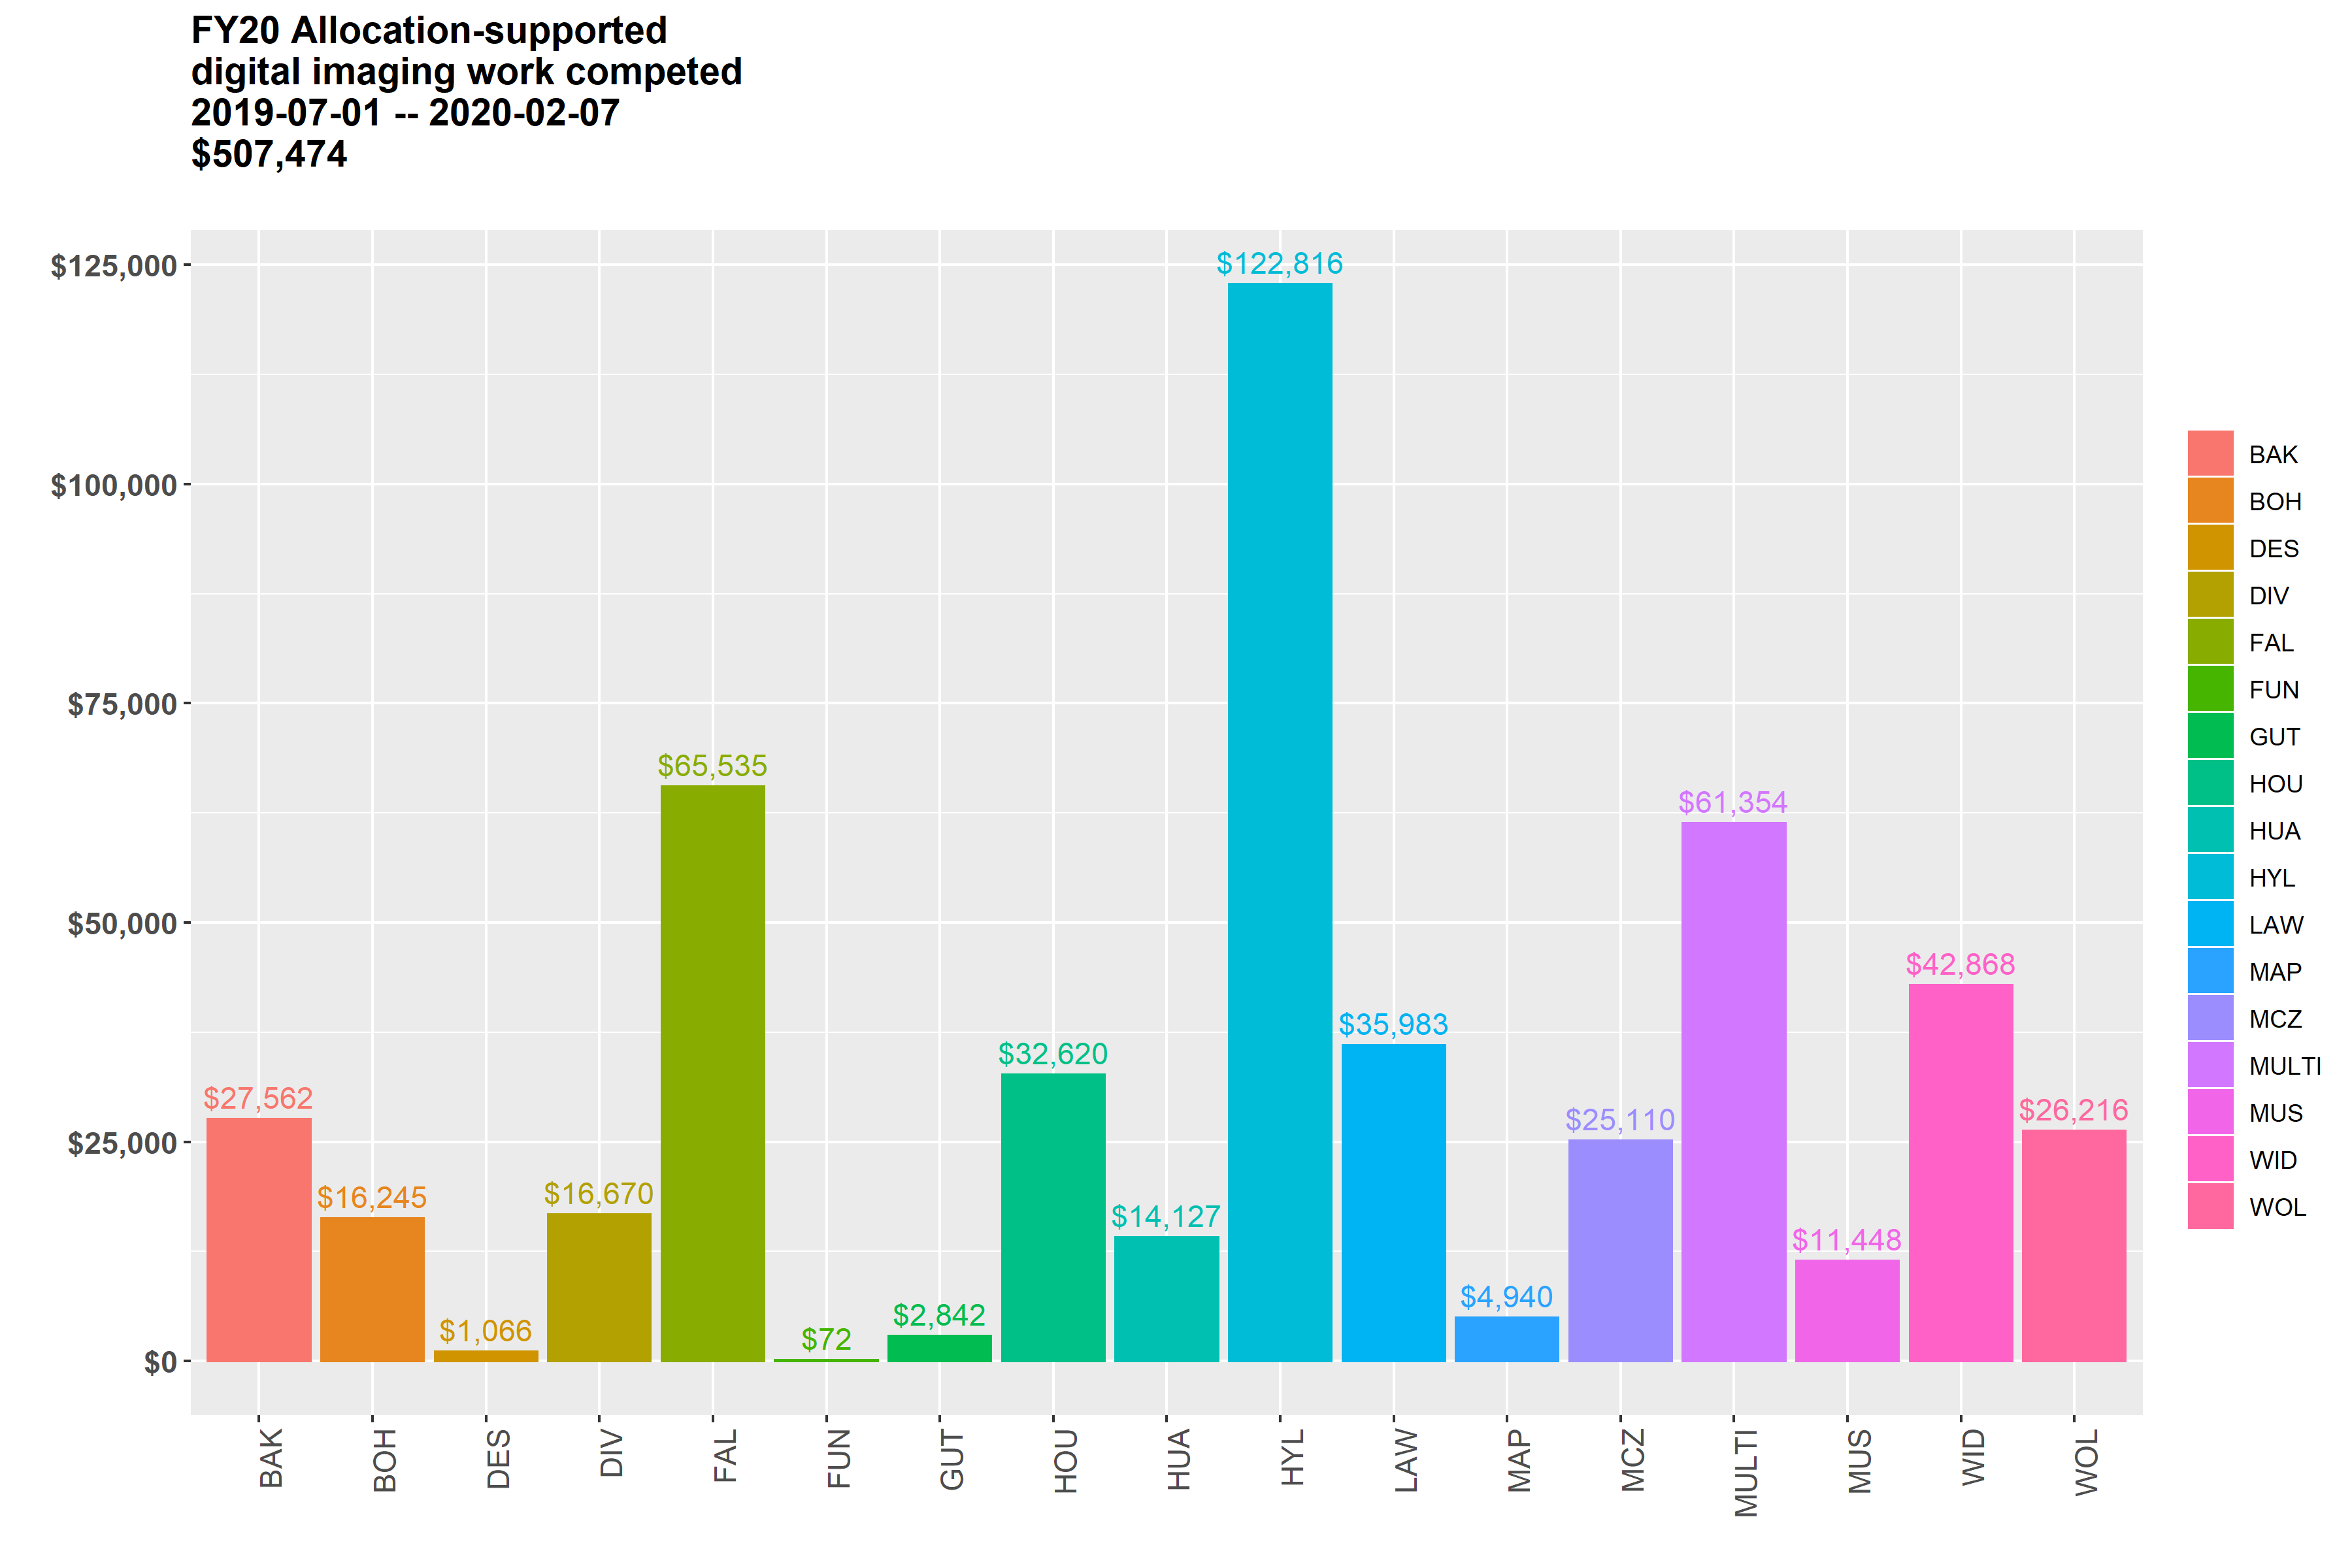 FY20 Allocation-supported
digital imaging work competed
2019-07-01 -- 2020-02-07
$507,474
$125,000
$100,000
$75,000
$50,000
$25,000
$0
$27,562
$16,245
$1,066
$16,670
$65,535
$72
$2,842
$32,620
$14,127
$122,816
$35,983
$4,940
$25,110
$61,354
$11,448
$42,868
$26,216
BAK
BOH
DES
DIV
FAL
FUN
GUT
HOU
HUA
HYL
LAW
MAP
MCZ
MULTI
MUS
WID
WOL
BAK
BOH
DES
DIV
FAL
FUN
GUT
HOU
HUA
HYL
LAW
MAP
MCZ
MULTI
MUS
WID
WOL